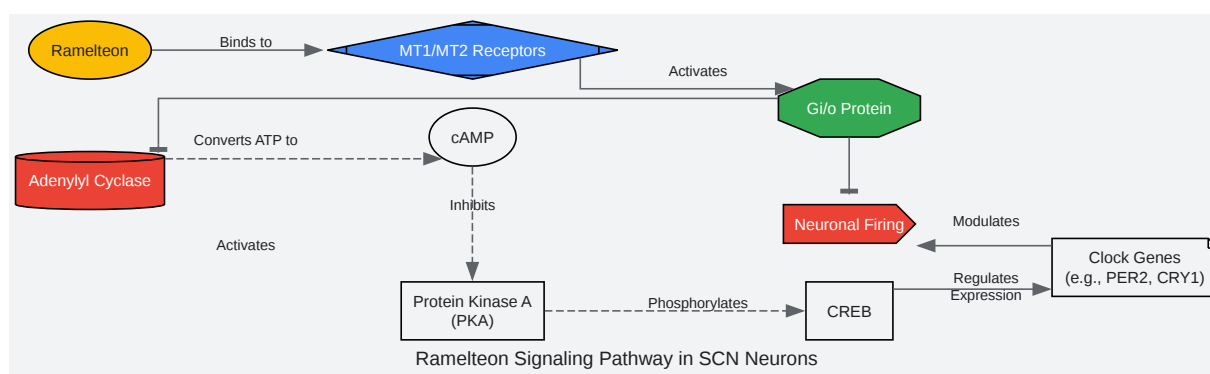 Ramelteon
Binds to
MT1/MT2 Receptors
Activates
Gi/o Protein
Converts ATP to
cAMP
Adenylyl Cyclase
Inhibits
Neuronal Firing
Modulates
Activates
Clock Genes
(e.g., PER2, CRY1)
Regulates
Expression
Protein Kinase A
(PKA)
Phosphorylates
CREB
Ramelteon Signaling Pathway in SCN Neurons